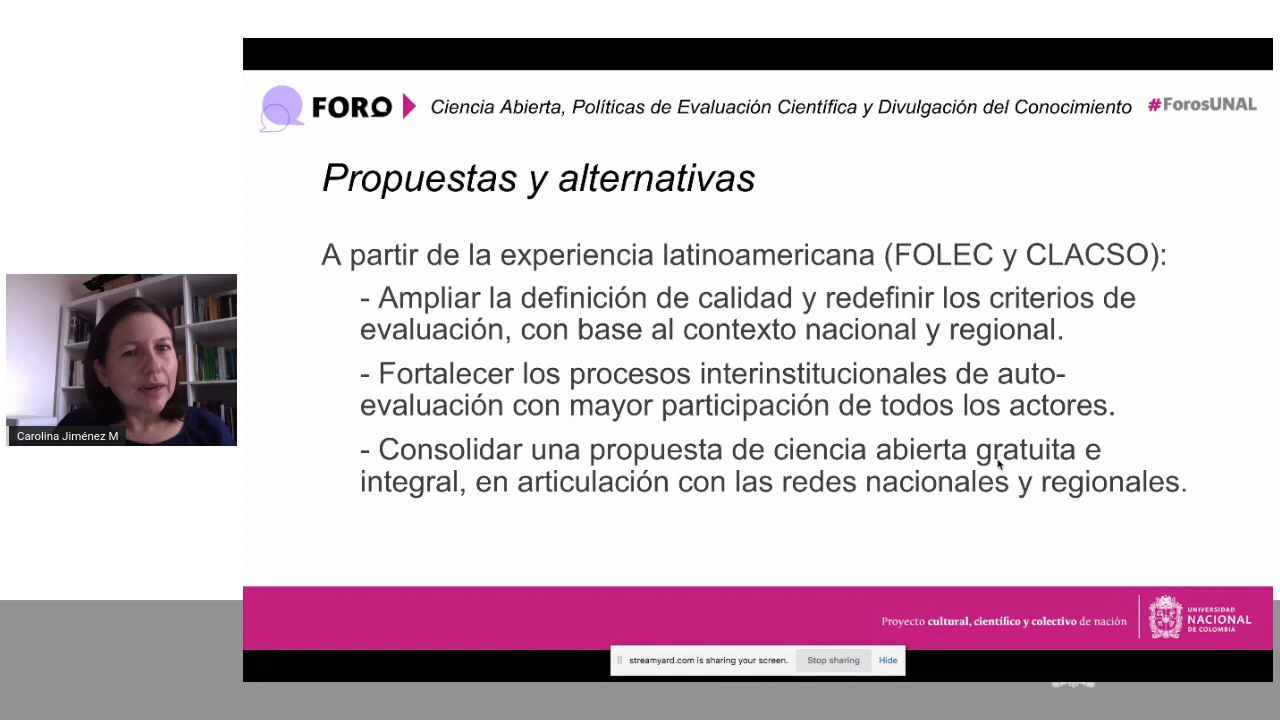 FORO
Ciencia Abierta, Políticas de Evaluación Científica y Divulgación del Conocimiento
#ForosUNAL
Propuestas y alternativas
A partir de la experiencia latinoamericana (FOLEC y CLACSO):
- Ampliar la definición de calidad y redefinir los criterios de
evaluación, con base al contexto nacional y regional.
- Fortalecer los procesos interinstitucionales de auto-
evaluación con mayor participación de todos los actores.
- Consolidar una propuesta de ciencia abierta gratuita e
integral, en articulación con las redes nacionales y regionales.
Carolina Jiménez M
Proyecto cultural, científico y colectivo de nación
UNIVERSIDAD
NACIONAL
DE COLOMBIA
streamyard.com is sharing your screen.
Stop sharing
Hide